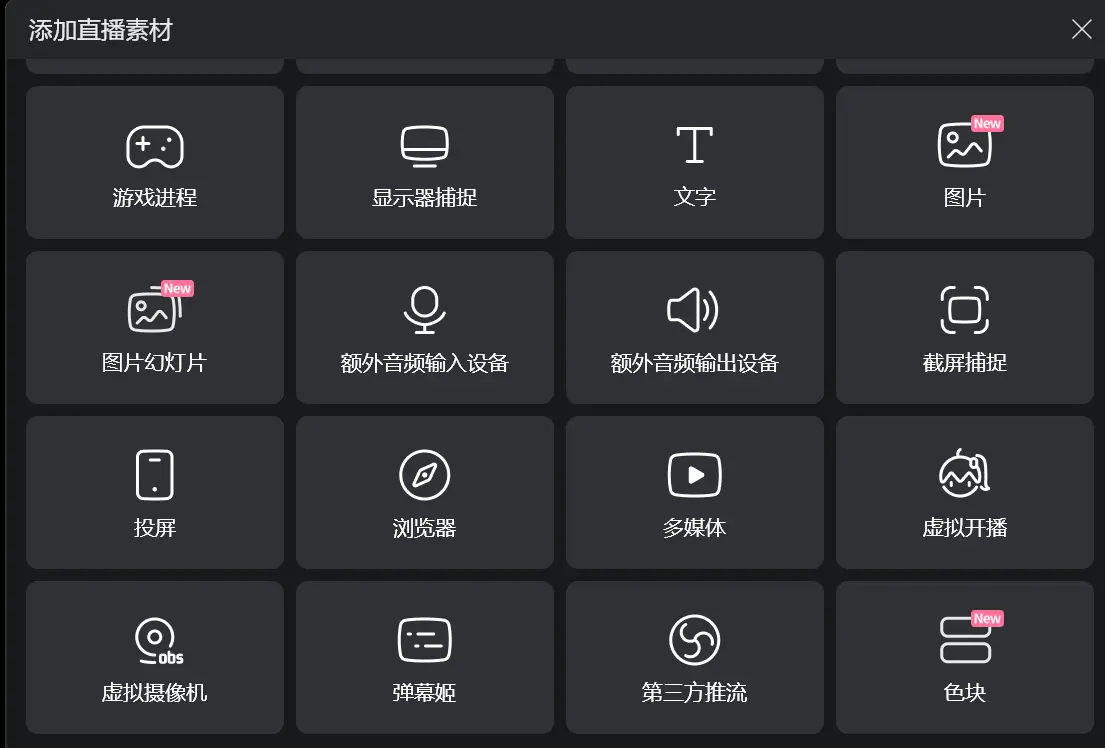 添加直播素材
游戏进程
显示器捕捉
文字
New
图片
New
图片幻灯片
额外音频输入设备
额外音频输出设备
截屏捕捉
投屏
浏览器
多媒体
虚拟开播
obs
虚拟摄像机
弹幕姬
第三方推流
New
色块